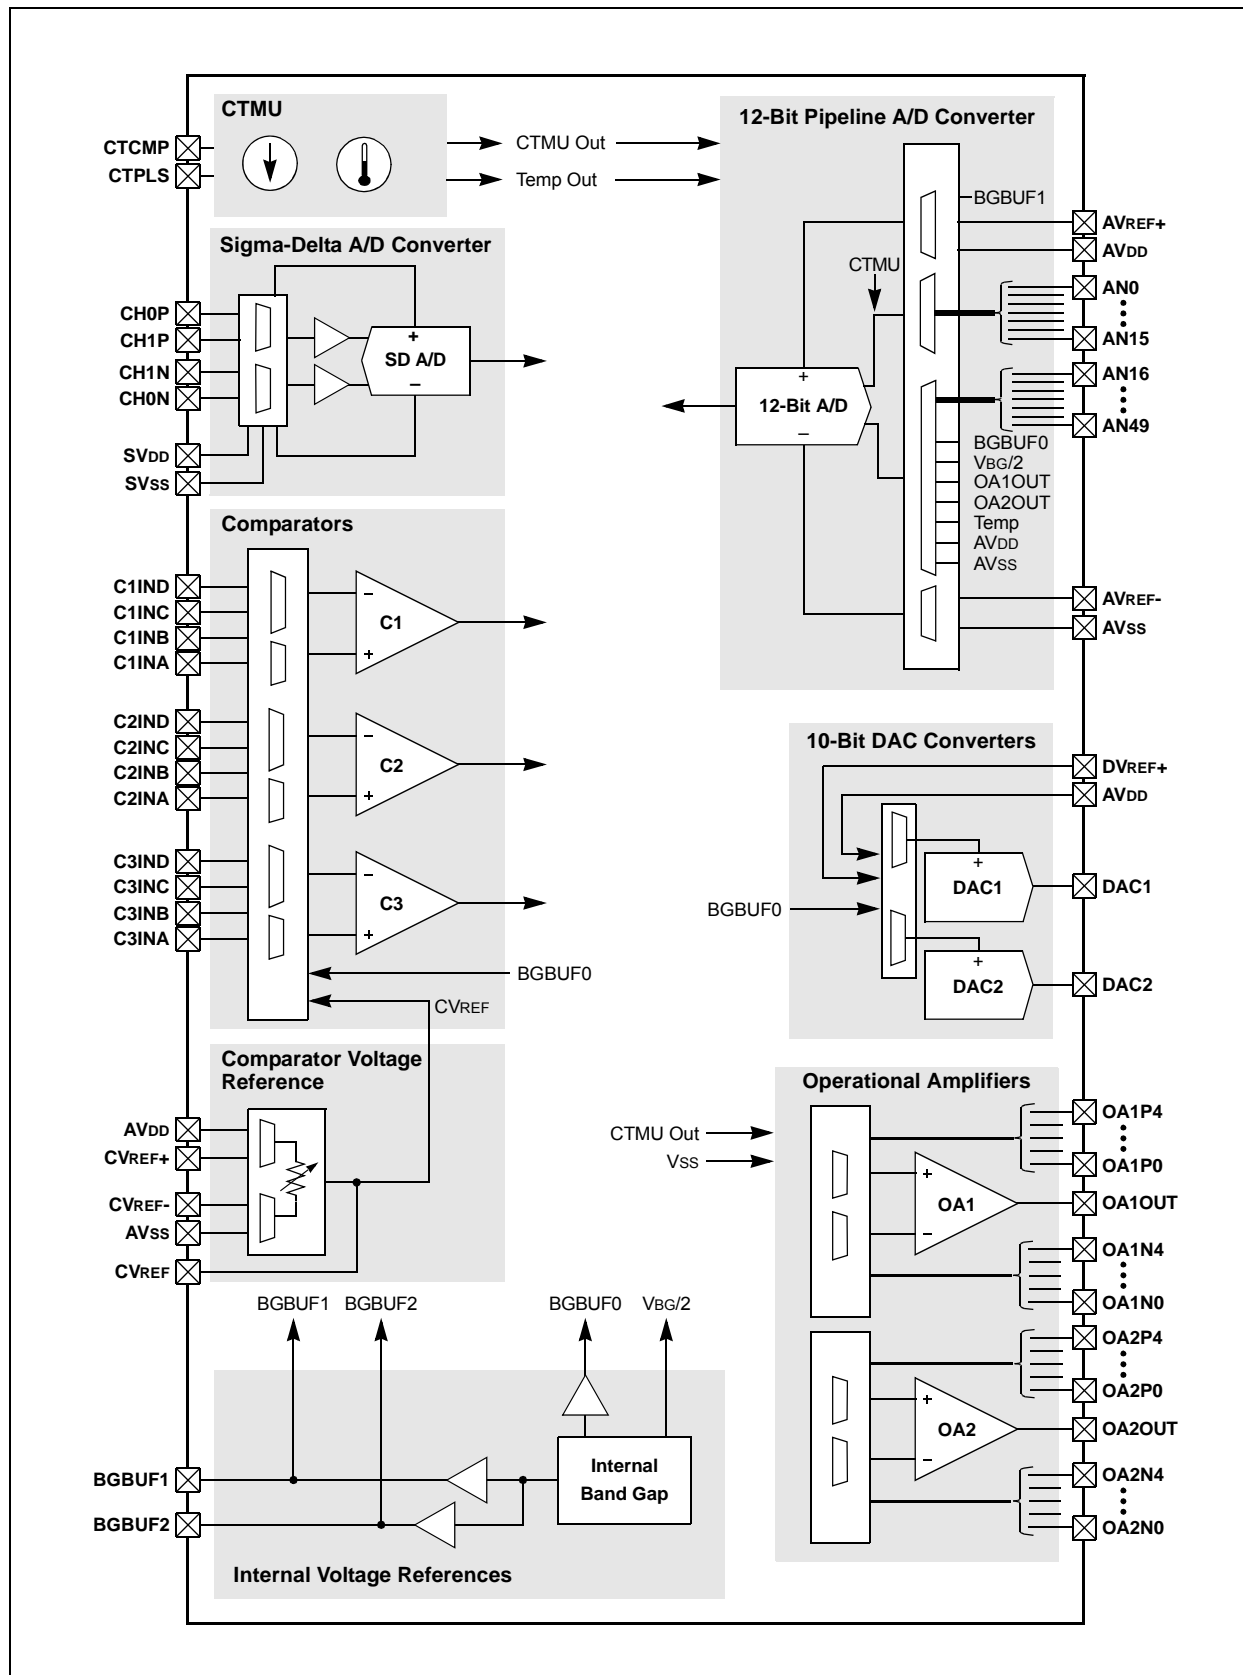 CTMU
CTCMP
CTPLS
CTMU Out
Temp Out
Sigma-Delta A/D Converter
CH0P
CH1P
CH1N
CH0N
SVDD
SVSS
+
SD A/D
–
Comparators
C1IND
C1INC
C1INB
C1INA
–
C1
+
C2IND
C2INC
C2INB
C2INA
–
C2
+
C3IND
C3INC
C3INB
C3INA
–
C3
+
BGBUF0
CVREF
Comparator Voltage
Reference
AVDD
CVREF+
CVREF-
AVSS
CVREF
BGBUF1
BGBUF2
BGBUF0
VBG/2
Internal
Band Gap
BGBUF1
BGBUF2
Internal Voltage References
12-Bit Pipeline A/D Converter
BGBUF1
AVREF+
AVDD
CTMU
AN0
AN15
AN16
AN49
+
12-Bit A/D
–
BGBUF0
VBG/2
OA1OUT
OA2OUT
Temp
AVDD
AVSS
AVREF-
AVSS
10-Bit DAC Converters
DVREF+
AVDD
BGBUF0
+
DAC1
DAC1
+
DAC2
DAC2
Operational Amplifiers
CTMU Out
VSS
OA1P4
OA1P0
+
OA1
–
OA1OUT
OA1N4
OA1N0
OA2P4
OA2P0
+
OA2
–
OA2OUT
OA2N4
OA2N0